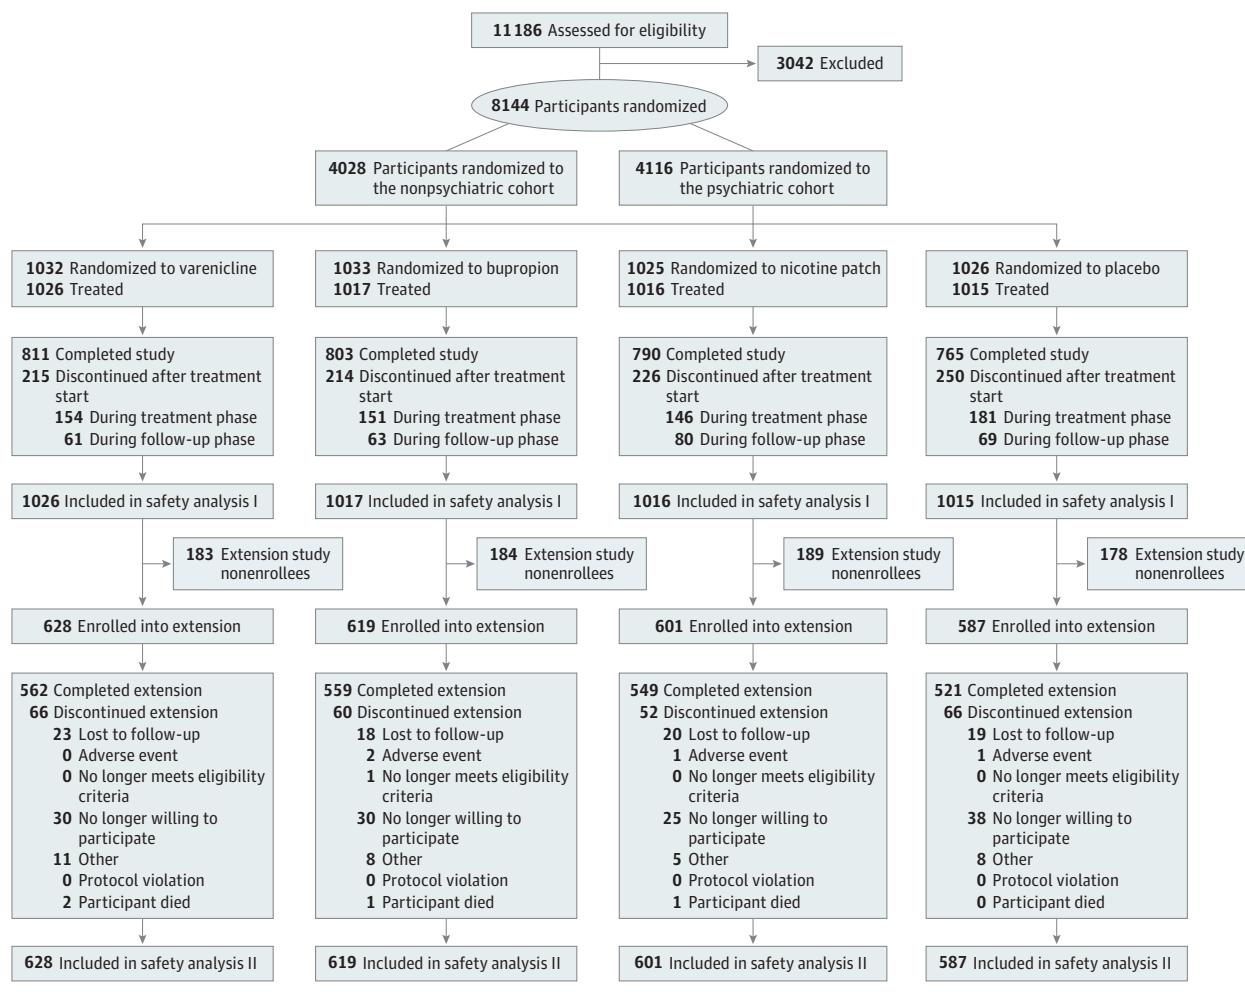 11 186 Assessed for eligibility
3042 Excluded
8144 Participants randomized
4028 Participants randomized to
the nonpsychiatric cohort
4116 Participants randomized to
the psychiatric cohort
1032 Randomized to varenicline
1026 Treated
1033 Randomized to bupropion
1017 Treated
1025 Randomized to nicotine patch
1016 Treated
1026 Randomized to placebo
1015 Treated
811 Completed study
215 Discontinued after treatment
start
154 During treatment phase
61 During follow-up phase
803 Completed study
214 Discontinued after treatment
start
151 During treatment phase
63 During follow-up phase
790 Completed study
226 Discontinued after treatment
start
146 During treatment phase
80 During follow-up phase
765 Completed study
250 Discontinued after treatment
start
181 During treatment phase
69 During follow-up phase
1026 Included in safety analysis I
1017 Included in safety analysis I
1016 Included in safety analysis I
1015 Included in safety analysis I
183 Extension study
nonenrollees
184 Extension study
nonenrollees
189 Extension study
nonenrollees
178 Extension study
nonenrollees
628 Enrolled into extension
619 Enrolled into extension
601 Enrolled into extension
587 Enrolled into extension
562 Completed extension
66 Discontinued extension
23 Lost to follow-up
0 Adverse event
0 No longer meets eligibility
criteria
30 No longer willing to
participate
11 Other
0 Protocol violation
2 Participant died
559 Completed extension
60 Discontinued extension
18 Lost to follow-up
2 Adverse event
1 No longer meets eligibility
criteria
30 No longer willing to
participate
8 Other
0 Protocol violation
1 Participant died
549 Completed extension
52 Discontinued extension
20 Lost to follow-up
1 Adverse event
0 No longer meets eligibility
criteria
25 No longer willing to
participate
5 Other
0 Protocol violation
1 Participant died
521 Completed extension
66 Discontinued extension
19 Lost to follow-up
1 Adverse event
0 No longer meets eligibility
criteria
38 No longer willing to
participate
8 Other
0 Protocol violation
0 Participant died
628 Included in safety analysis II
619 Included in safety analysis II
601 Included in safety analysis II
587 Included in safety analysis II